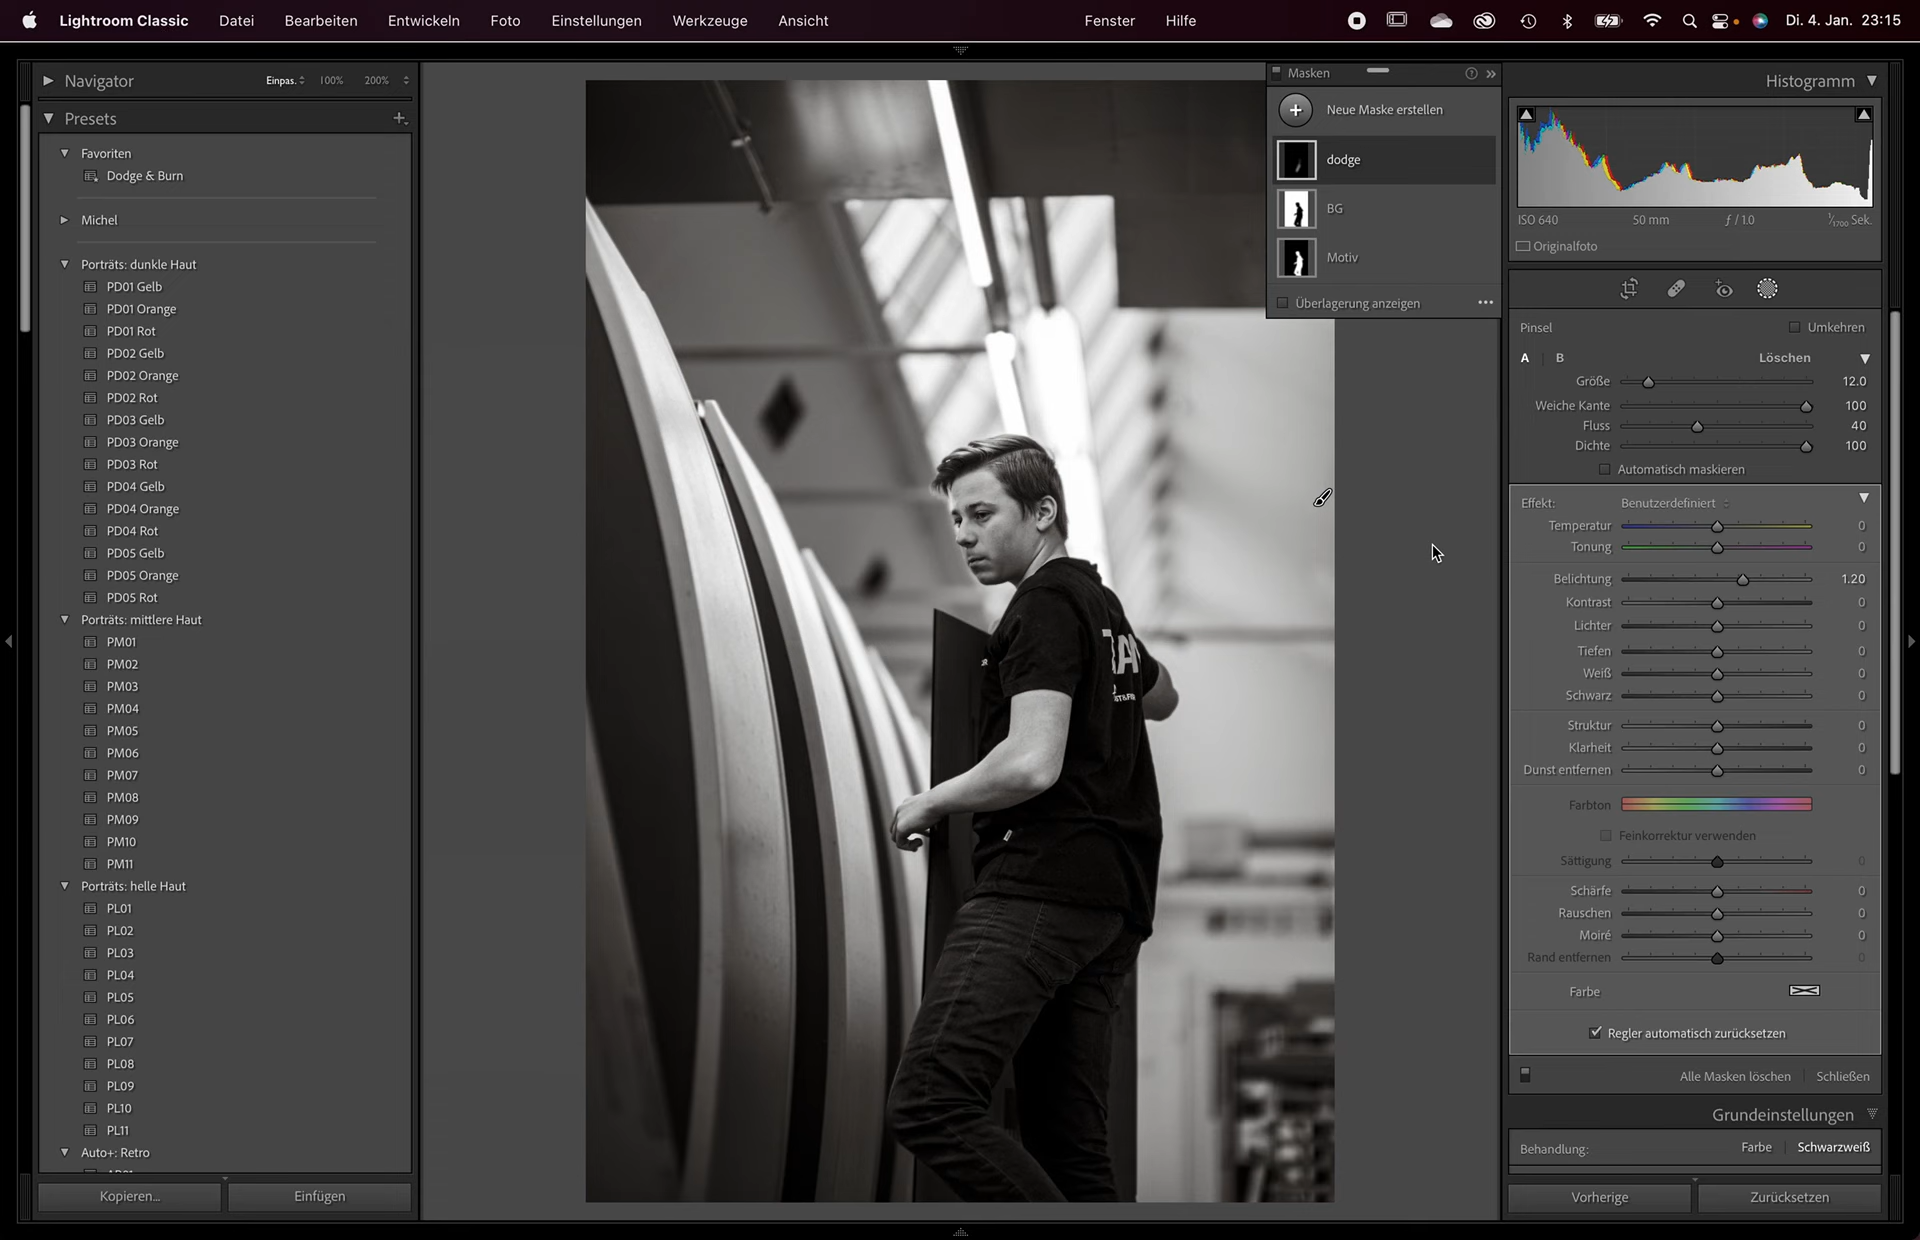 Lightroom Classic Datei Bearbeiten Entwickeln Foto Einstellungen Werkzeuge Ansicht Fenster Hilfe Di. 4. Jan. 23:15
Navigator Einpas. 100% 200%
Presets
Favoriten
Dodge & Burn
Michel
Porträts: dunkle Haut
PD01 Gelb
PD01 Orange
PD01 Rot
PD02 Gelb
PD02 Orange
PD02 Rot
PD03 Gelb
PD03 Orange
PD03 Rot
PD04 Gelb
PD04 Orange
PD04 Rot
PD05 Gelb
PD05 Orange
PD05 Rot
Porträts: mittlere Haut
PM01
PM02
PM03
PM04
PM05
PM06
PM07
PM08
PM09
PM10
PM11
Porträts: helle Haut
PL01
PL02
PL03
PL04
PL05
PL06
PL07
PL08
PL09
PL10
PL11
Auto+: Retro
Kopieren... Einfügen
Masken
Neue Maske erstellen
dodge
BG
Motiv
Überlagerung anzeigen
Histogramm
ISO 640 50 mm ƒ / 1.0 1/1700 Sek.
Originalfoto
Pinsel Umkehren
A B Löschen
Größe 12.0
Weiche Kante 100
Fluss 40
Dichte 100
Automatisch maskieren
Effekt: Benutzerdefiniert
Temperatur 0
Tonung 0
Belichtung 1.20
Kontrast 0
Lichter 0
Tiefen 0
Weiß 0
Schwarz 0
Struktur 0
Klarheit 0
Dunst entfernen 0
Farbton
Feinkorrektur verwenden
Sättigung 0
Schärfe 0
Rauschen 0
Moiré 0
Rand entfernen 0
Farbe
Regler automatisch zurücksetzen
Alle Masken löschen Schließen
Grundeinstellungen
Behandlung: Farbe Schwarzweiß
Vorherige Zurücksetzen